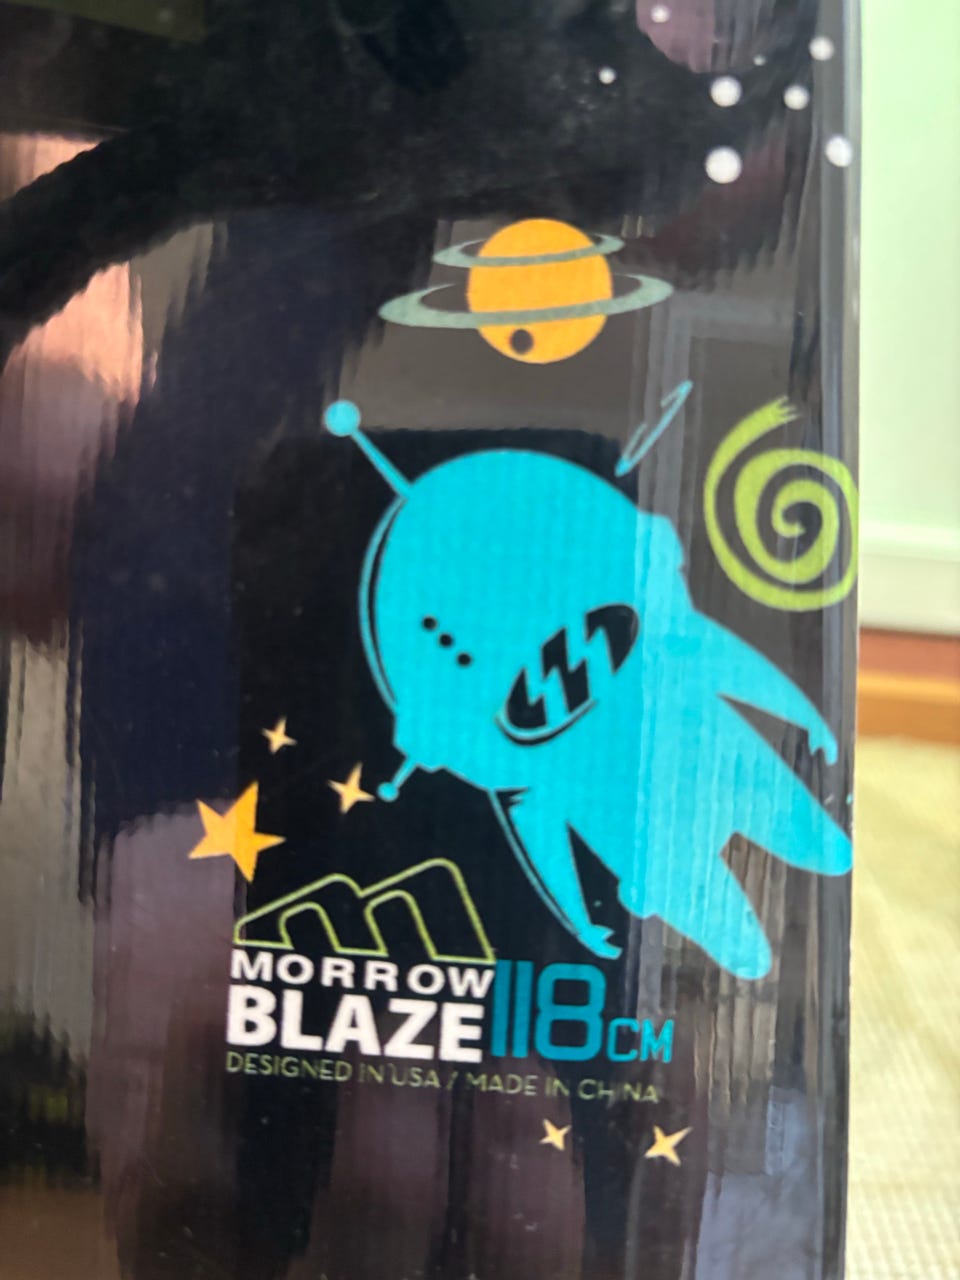 MORROW
BLAZE 118CM
DESIGNED IN USA / MADE IN CHINA